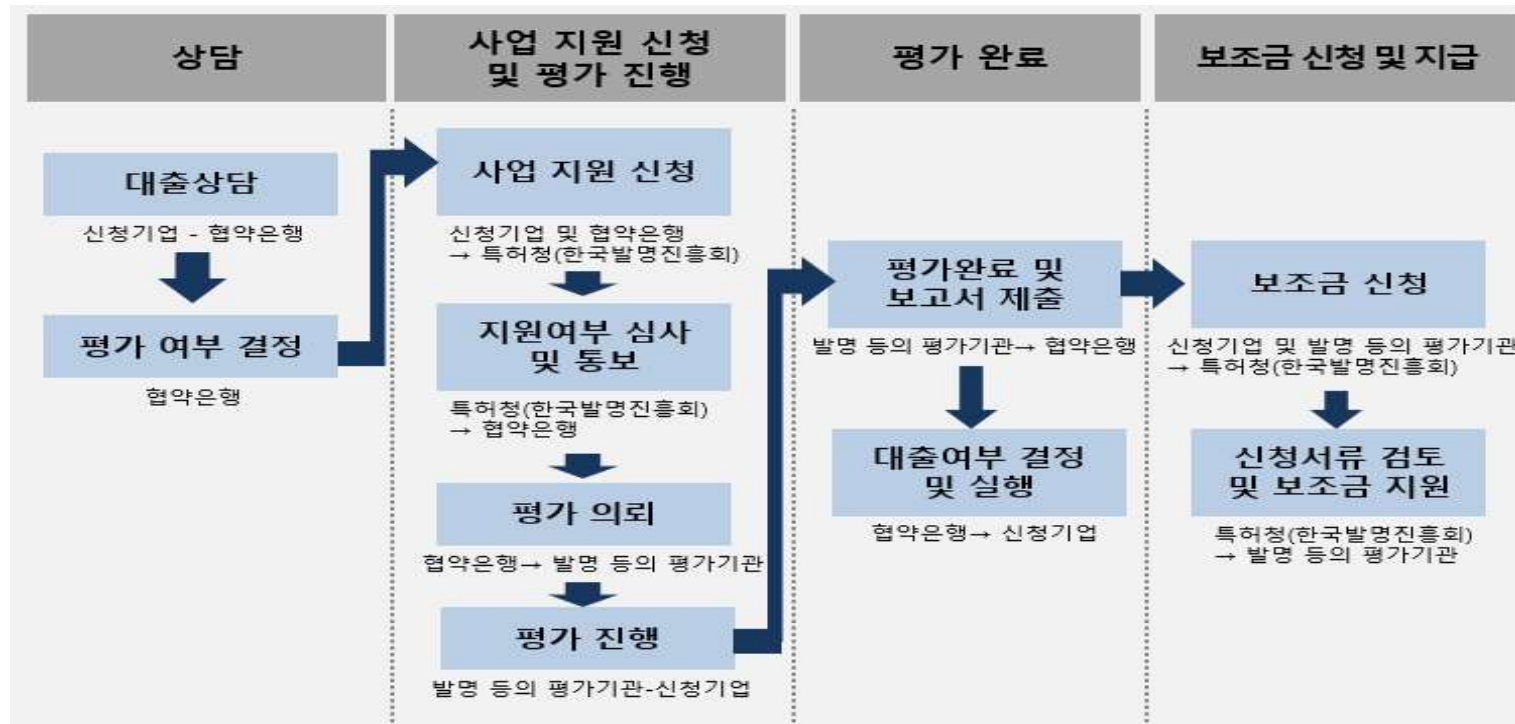 상담
대출상담
신청기업 - 협약은행
평가 여부 결정
협약은행
사업 지원 신청
및 평가 진행
사업 지원 신청
신청기업 및 협약은행
→ 특허청(한국발명진흥회)
지원여부 심사
및 통보
특허청(한국발명진흥회)
→ 협약은행
평가 의뢰
협약은행→ 발명 등의 평가기관
평가 진행
발명 등의 평가기관-신청기업
평가 완료
평가완료 및
보고서 제출
발명 등의 평가기관→ 협약은행
대출여부 결정
및 실행
협약은행→ 신청기업
보조금 신청 및 지급
보조금 신청
신청기업 및 발명 등의 평가기관
→ 특허청(한국발명진흥회)
신청서류 검토
및 보조금 지원
특허청(한국발명진흥회)
→ 발명 등의 평가기관